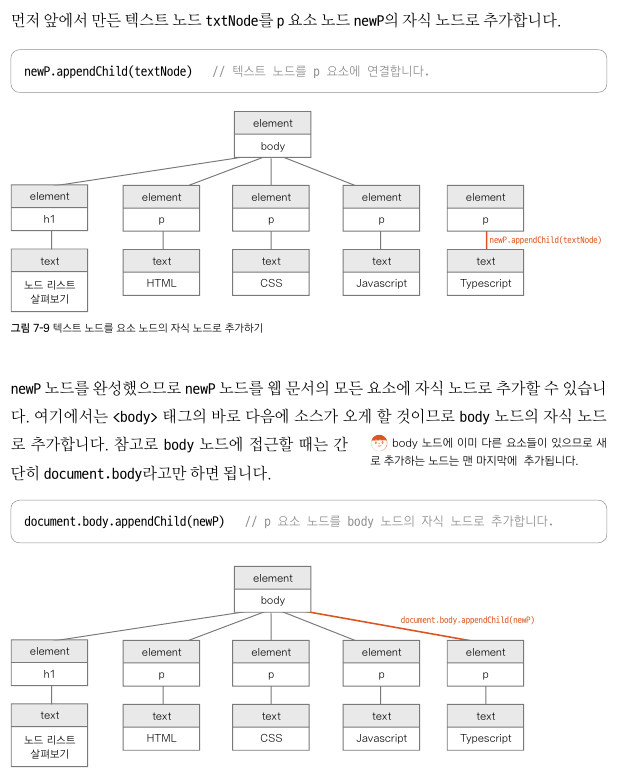 먼저 앞에서 만든 텍스트 노드 txtNode를 p 요소 노드 newP의 자식 노드로 추가합니다.
newP.appendChild(textNode) // 텍스트 노드를 p 요소에 연결합니다.
element
body
element element element element element
h1 p p p p
newP.appendChild(textNode)
text text text text text
노드 리스트 HTML CSS Javascript Typescript
살펴보기
그림 7-9 텍스트 노드를 요소 노드의 자식 노드로 추가하기
newP 노드를 완성했으므로 newP 노드를 웹 문서의 모든 요소에 자식 노드로 추가할 수 있습니
다. 여기에서는 <body> 태그의 바로 다음에 소스가 오게 할 것이므로 body 노드의 자식 노드
로 추가합니다. 참고로 body 노드에 접근할 때는 간
단히 document.body라고만 하면 됩니다.
body 노드에 이미 다른 요소들이 있으므로 새
로 추가하는 노드는 맨 마지막에 추가됩니다.
document.body.appendChild(newP) // p 요소 노드를 body 노드의 자식 노드로 추가합니다.
element
body
document.body.appendChild(newP)
element element element element element
h1 p p p p
text text text text text
노드 리스트 HTML CSS Javascript Typescript
살펴보기